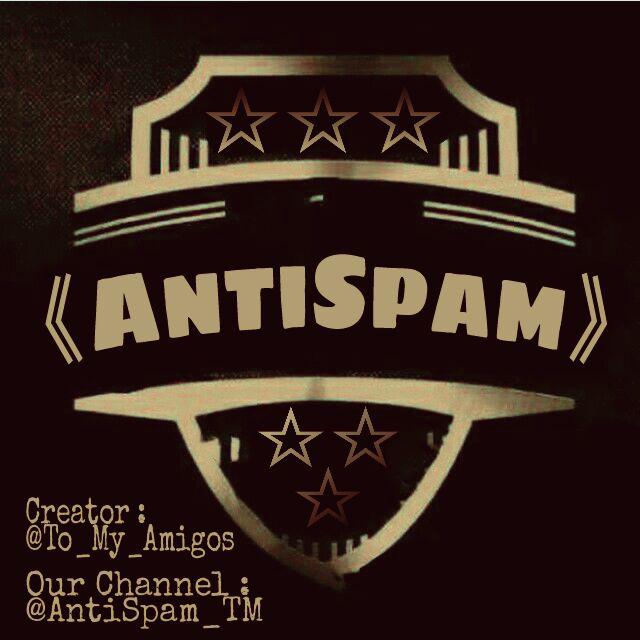 《ANTISPAM》
Creator :
@To_My_Amigos
Our Channel :
@AntiSpam_TM